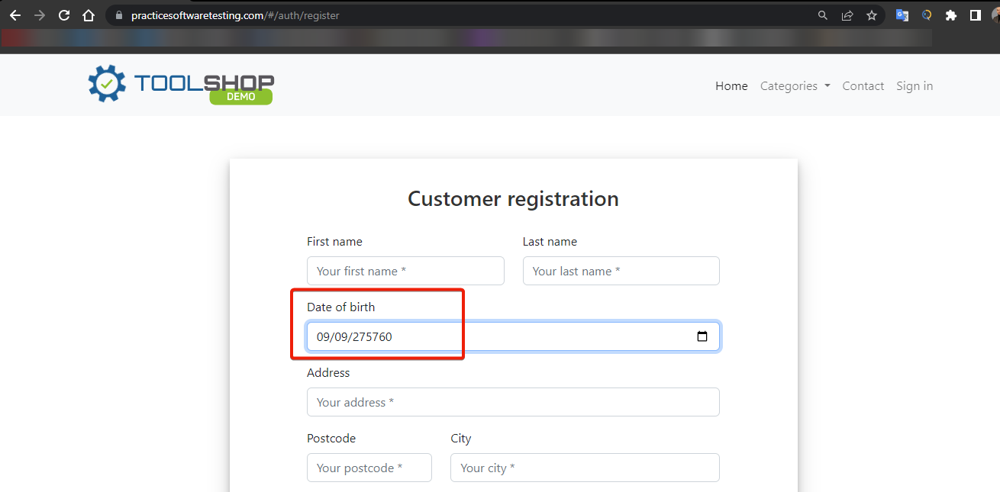 practicesoftwaretesting.com/#/auth/register
TOOLSHOP
DEMO
Home Categories Contact Sign in
Customer registration
First name Last name
Your first name * Your last name *
Date of birth
09/09/275760
Address
Your address *
Postcode City
Your postcode * Your city *